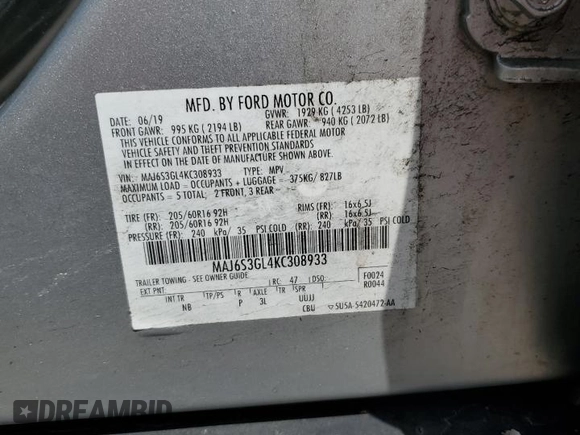 MFD. BY FORD MOTOR CO.
DATE: 06/19 GVWR: 1929 KG ( 4253 LB)
FRONT GAWR: 995 KG ( 2194 LB) REAR GAWR: 940 KG ( 2072 LB)
THIS VEHICLE CONFORMS TO ALL APPLICABLE FEDERAL MOTOR
VEHICLE SAFETY AND THEFT PREVENTION STANDARDS
IN EFFECT ON THE DATE OF MANUFACTURE SHOWN ABOVE.
VIN: MAJ6S3GL4KC308933 TYPE: MPV
MAXIMUM LOAD = OCCUPANTS + LUGGAGE = 375KG/ 827LB
OCCUPANTS = 5 TOTAL: 2 FRONT, 3 REAR
TIRE (FR): 205/60R16 92H RIMS (FR): 16x6.5J
(RR): 205/60R16 92H (RR): 16x6.5J
PRESSURE (FR): 240 kPa/ 35 PSI COLD (RR): 240 kPa/ 35 PSI COLD
MAJ6S3GL4KC308933
TRAILER TOWING - SEE OWNER GUIDE
RC: 47 DSO: F0024
R0044
EXT PNT:
INT TR TP/PS R AXLE TR SPR UUJJ
NB P 3L CBU 5U5A-5420472-AA
DREAMBID